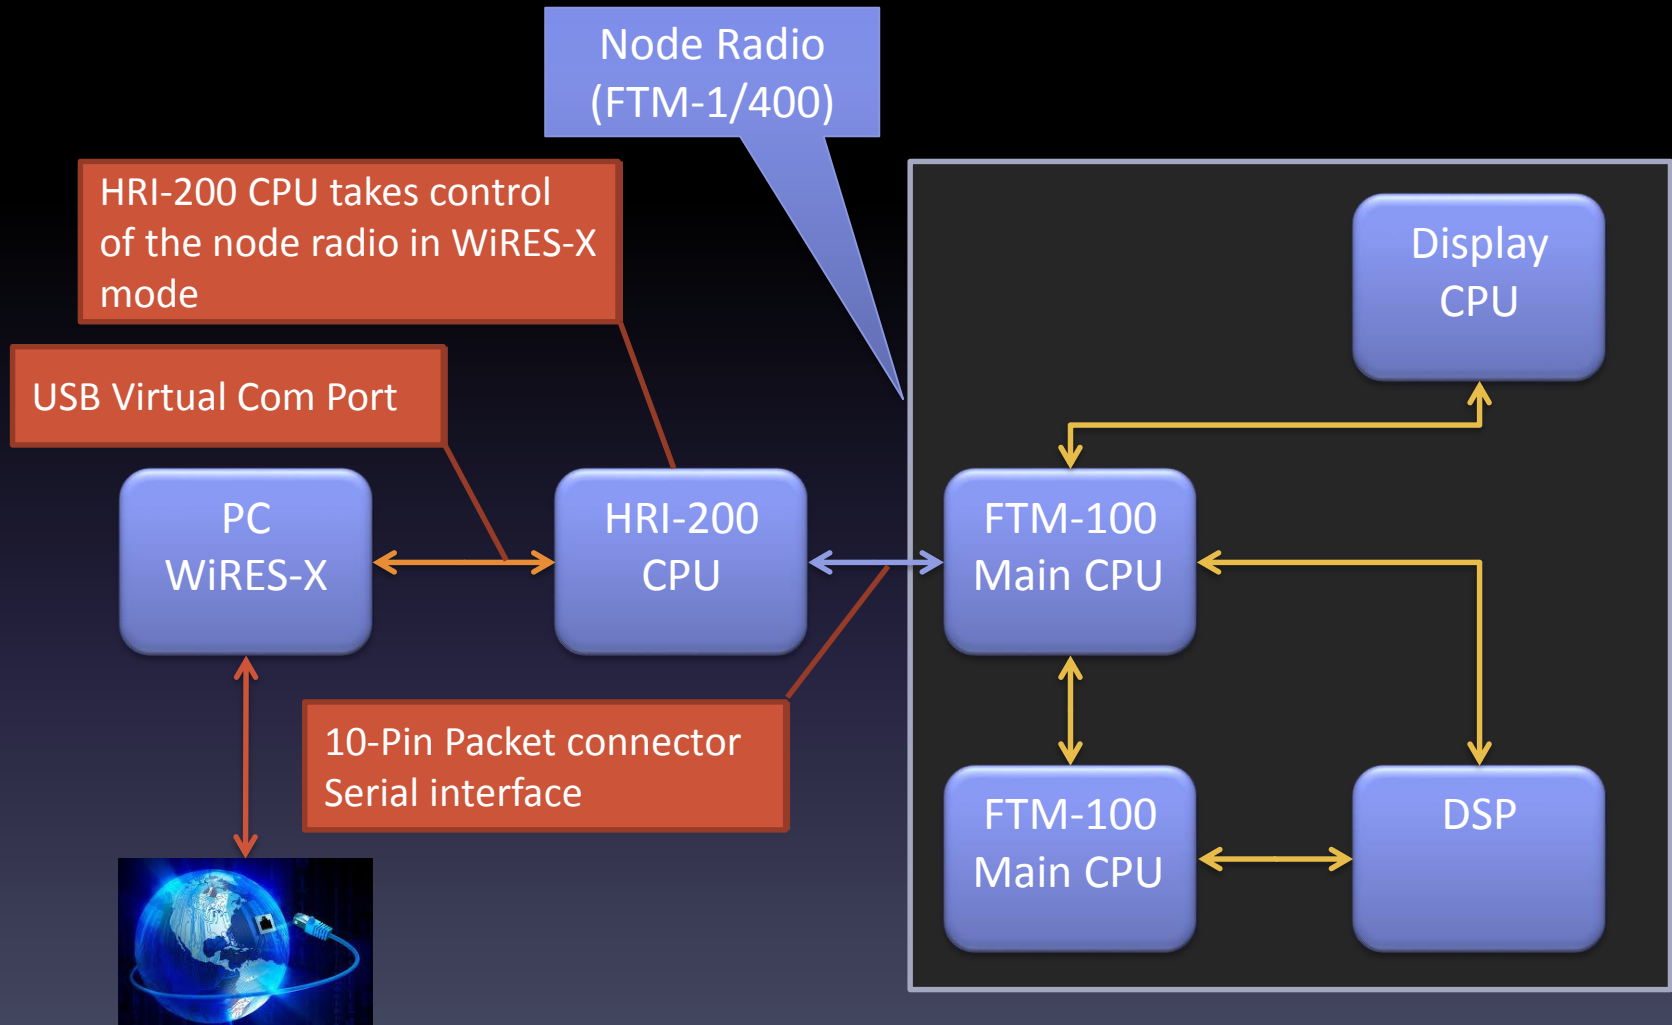 Node Radio
(FTM-1/400)
HRI-200 CPU takes control
of the node radio in WiRES-X
mode
USB Virtual Com Port
Display
CPU
PC
WiRES-X
HRI-200
CPU
FTM-100
Main CPU
10-Pin Packet connector
Serial interface
FTM-100
Main CPU
DSP